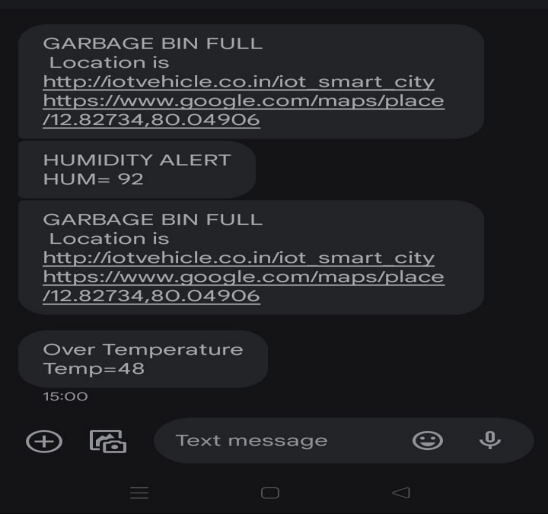 GARBAGE BIN FULL
Location is
http://iotvehicle.co.in/iot_smart_city
https://www.google.com/maps/place
/12.82734,80.04906
HUMIDITY ALERT
HUM= 92
GARBAGE BIN FULL
Location is
http://iotvehicle.co.in/iot_smart_city
https://www.google.com/maps/place
/12.82734,80.04906
Over Temperature
Temp=48
15:00
Text message